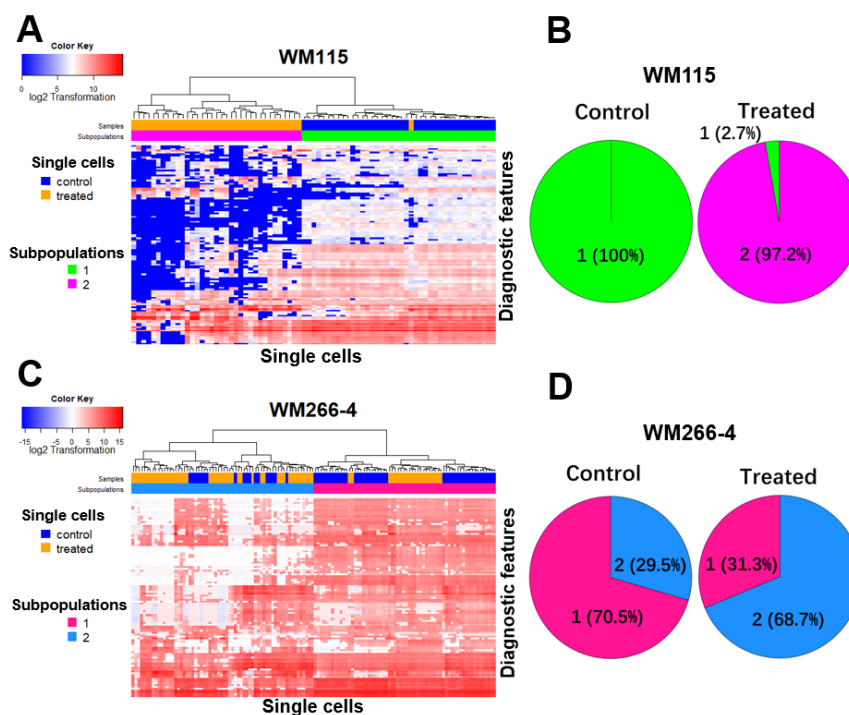 A
Color Key
0
5
10
log2 Transformation
WM115
Samples
Subpopulations
Single cells
control
treated
Subpopulations
1
2
Diagnostic features
Single cells
B
WM115
Control
Treated
1 (2.7%)
1 (100%)
2 (97.2%)
C
Color Key
-15 -10 -5 0 5 10 15
log2 Transformation
WM266-4
Samples
Subpopulations
Single cells
control
treated
Subpopulations
1
2
Diagnostic features
Single cells
D
WM266-4
Control
Treated
2 (29.5%)
1 (31.3%)
1 (70.5%)
2 (68.7%)